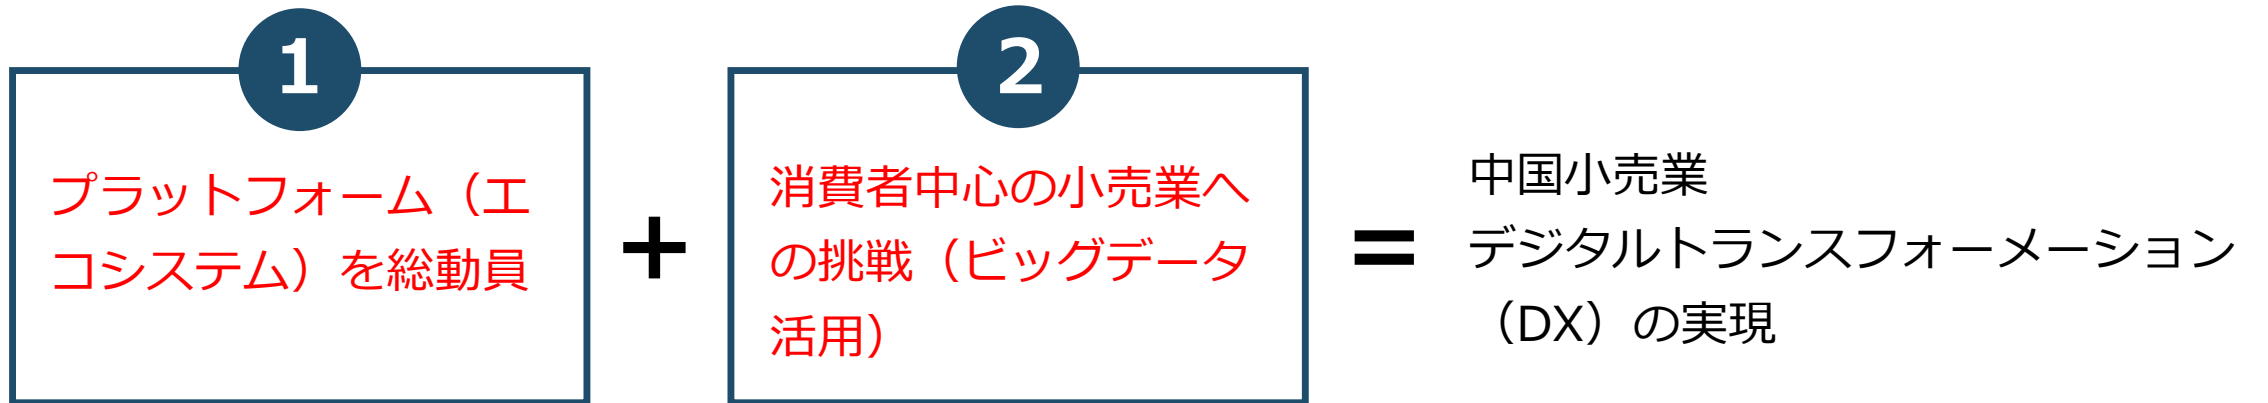 1
プラットフォーム（エ
コシステム）を総動員
+
2
消費者中心の小売業へ
の挑戦（ビッグデータ
活用）
=
中国小売業
デジタルトランスフォーメーション
（DX）の実現